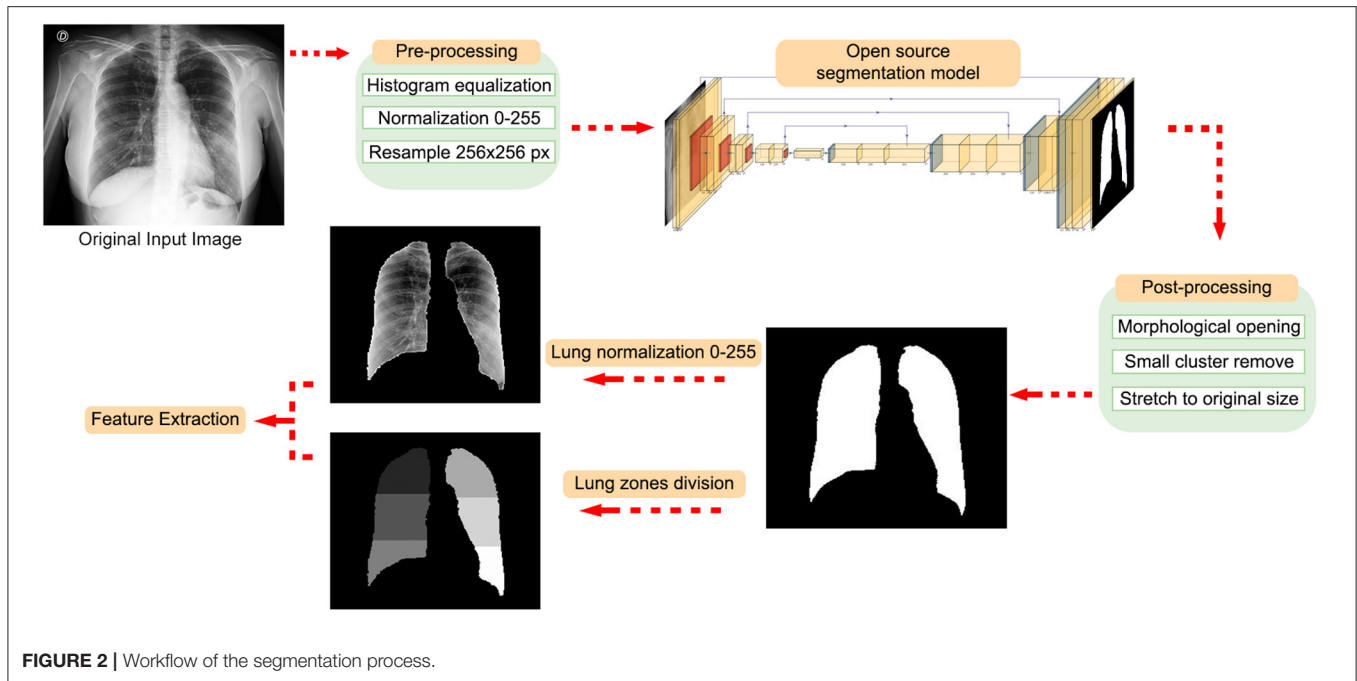 D
Original Input Image
Pre-processing
Histogram equalization
Normalization 0-255
Resample 256x256 px
Open source
segmentation model
Post-processing
Morphological opening
Small cluster remove
Stretch to original size
Lung normalization 0-255
Lung zones division
Feature Extraction
FIGURE 2 | Workflow of the segmentation process.